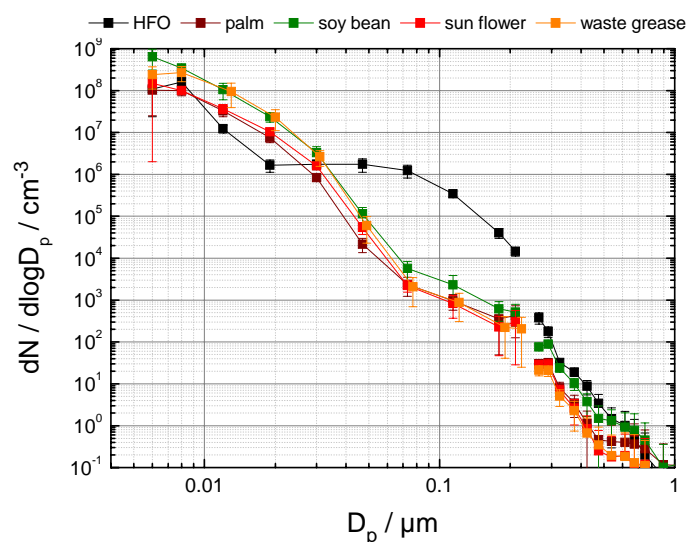 HFO palm soy bean sun flower waste grease
10^9
10^8
10^7
10^6
10^5
10^4
10^3
10^2
10^1
10^0
10^-1
dN / dlogD_p / cm^-3
0.01 0.1 1
D_p / µm